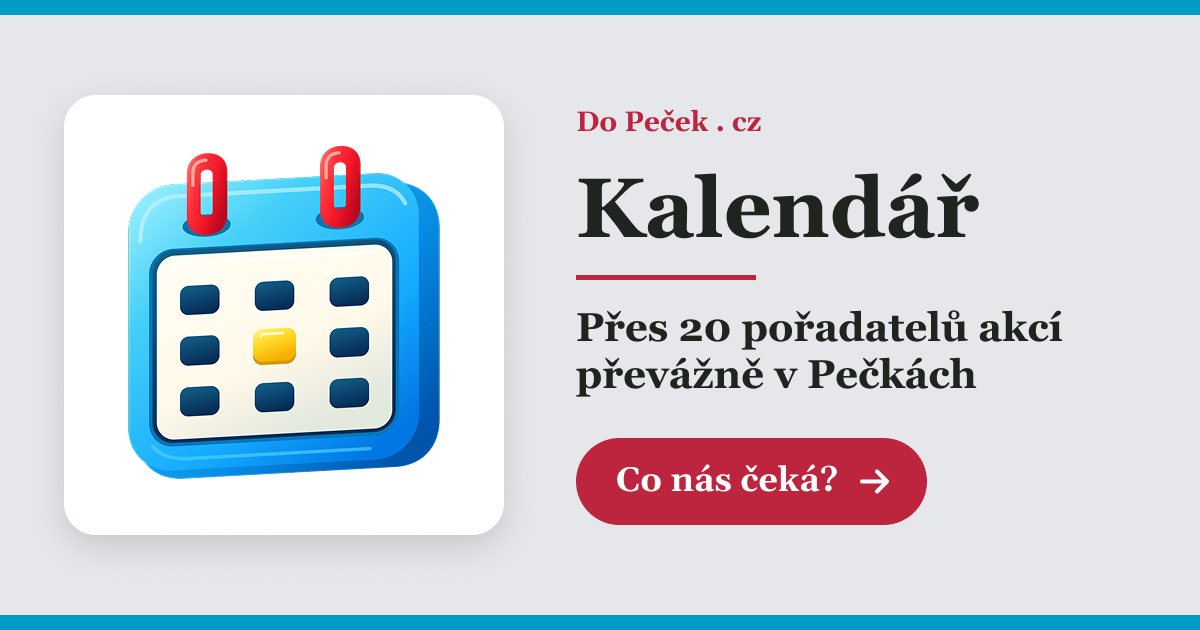 Do Peček . cz
Kalendář
Přes 20 pořadatelů akcí
převážně v Pečkách
Co nás čeká? →